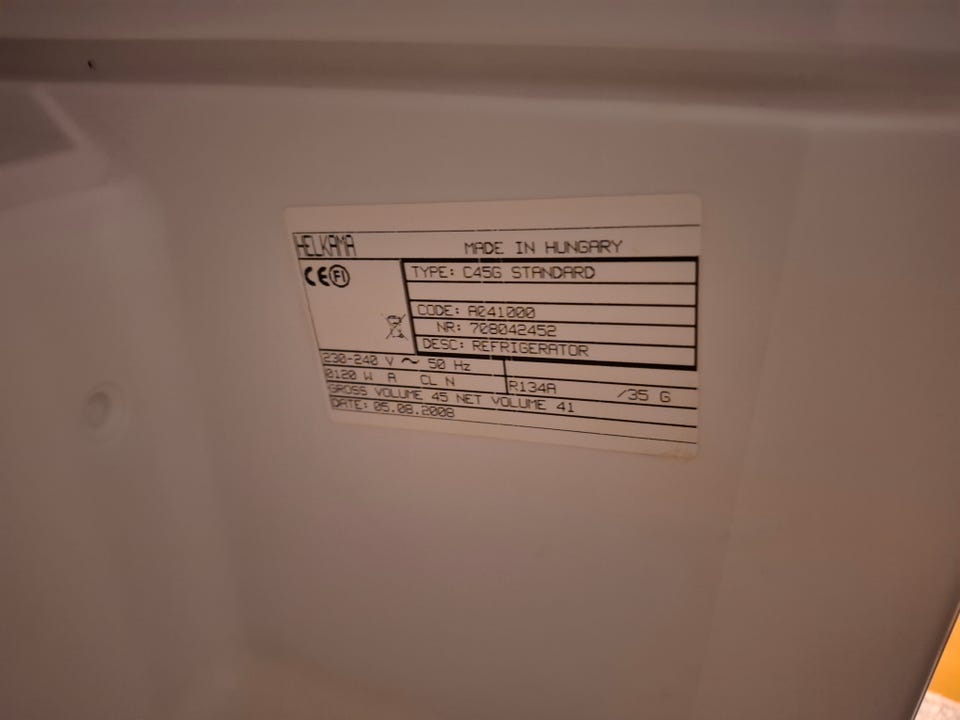 HELKAMA MADE IN HUNGARY
CE FI
TYPE: C45G STANDARD
CODE: A041000
NR: 708042452
DESC: REFRIGERATOR
230-240 V ~ 50 Hz
0120 W A CL N R134A /35 G
GROSS VOLUME 45 NET VOLUME 41
DATE: 05.08.2008